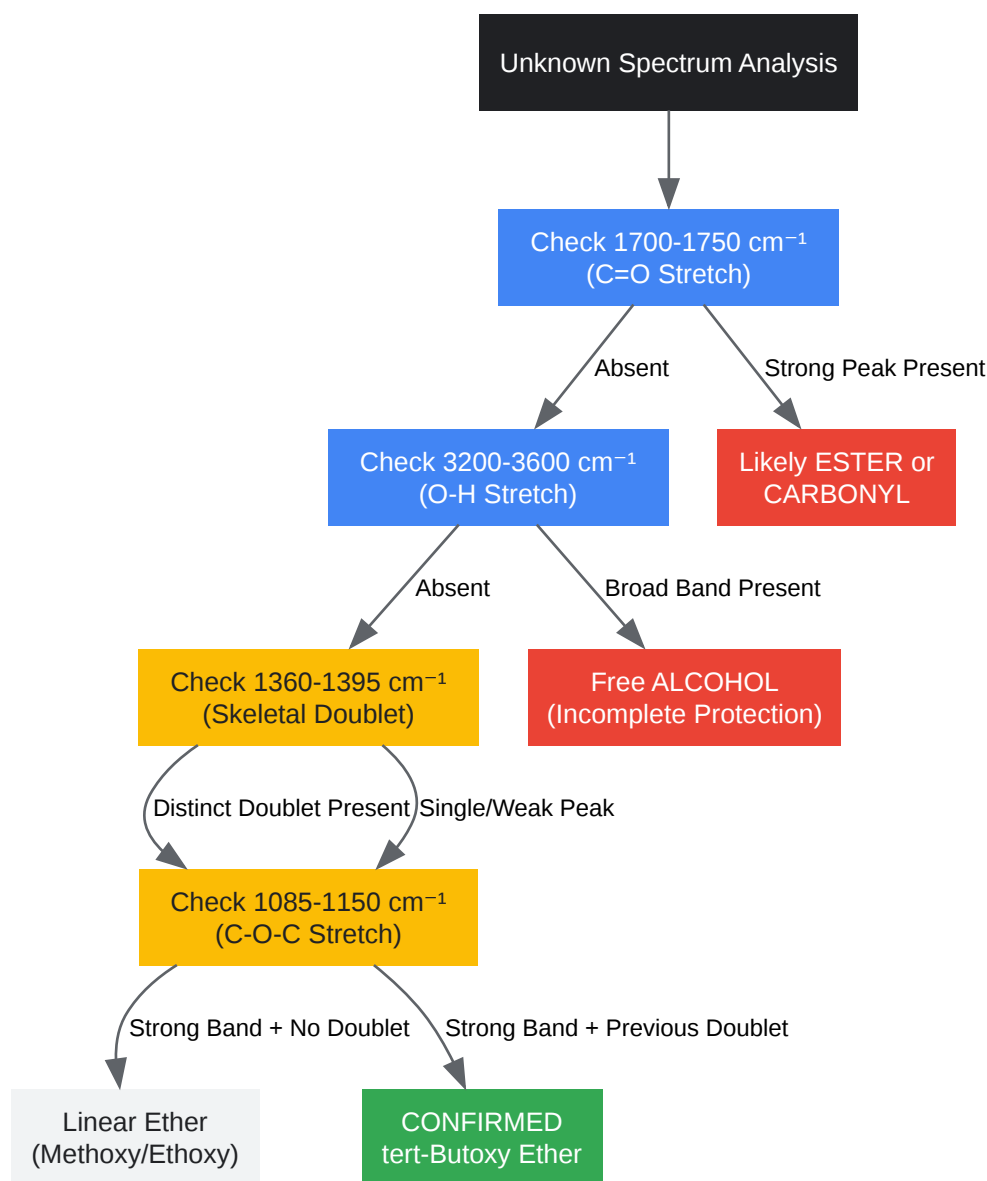 Unknown Spectrum Analysis
Check 1700-1750 cm⁻¹
(C=O Stretch)
Absent
Strong Peak Present
Check 3200-3600 cm⁻¹
(O-H Stretch)
Likely ESTER or
CARBONYL
Absent
Broad Band Present
Check 1360-1395 cm⁻¹
(Skeletal Doublet)
Free ALCOHOL
(Incomplete Protection)
Distinct Doublet Present
Single/Weak Peak
Check 1085-1150 cm⁻¹
(C-O-C Stretch)
Strong Band + No Doublet
Strong Band + Previous Doublet
Linear Ether
(Methoxy/Ethoxy)
CONFIRMED
tert-Butoxy Ether